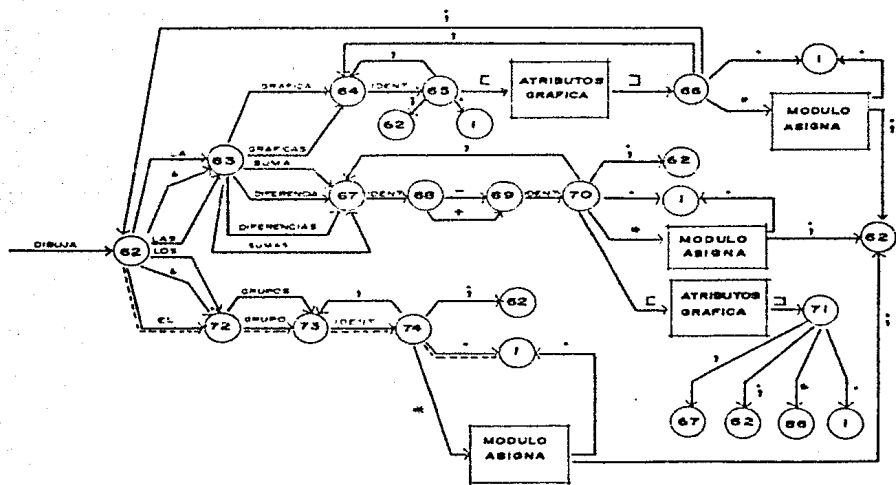 ;
,
,
GRAFICA
64
IDENT
65
[
ATRIBUTOS
GRAFICA
]
66
.
1
.
;
62
.
1
*
MODULO
ASIGNA
;
LA
&
63
GRAFICAS
SUMA
,
;
62
DIFERENCIA
67
IDENT
68
-
+
69
IDENT
70
.
1
.
DIBUJA
62
LAS
LOS
DIFERENCIAS
SUMAS
*
MODULO
ASIGNA
;
62
&
GRUPOS
,
;
62
[
ATRIBUTOS
GRAFICA
]
71
EL
72
GRUPO
73
IDENT
74
.
1
.
;
,
;
*
.
67
62
66
1
*
MODULO
ASIGNA